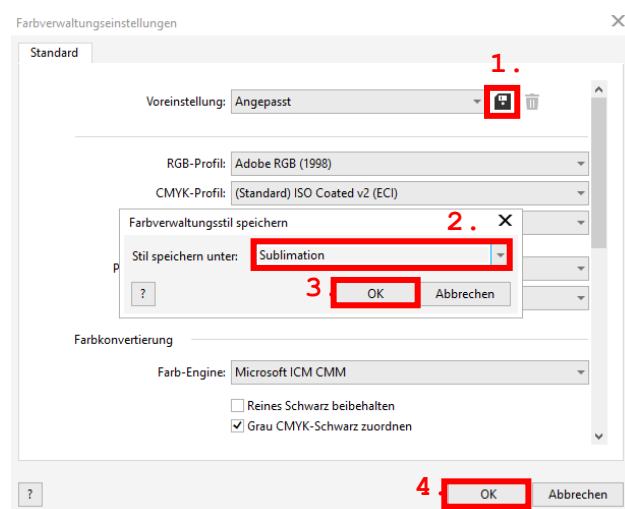 Farbverwaltungseinstellungen
Standard
1.
Voreinstellung: Angepasst
RGB-Profil: Adobe RGB (1998)
CMYK-Profil: (Standard) ISO Coated v2 (ECI)
Farbverwaltungsstil speichern 2.
Stil speichern unter: Sublimation
P
? 3. OK Abbrechen
Farbkonvertierung
Farb-Engine: Microsoft ICM CMM
Reines Schwarz beibehalten
Grau CMYK-Schwarz zuordnen
? 4. OK Abbrechen